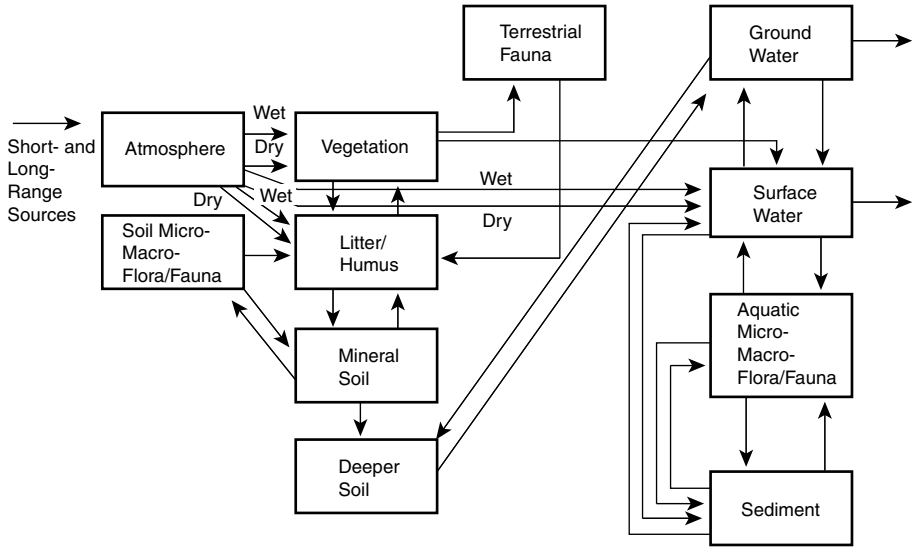 Terrestrial
Fauna
Ground
Water
Wet
Short- and
Long-
Range
Sources
Atmosphere
Dry
Vegetation
Wet
Dry
Wet
Dry
Surface
Water
Soil Micro-
Macro-
Flora/Fauna
Litter/
Humus
Mineral
Soil
Aquatic
Micro-
Macro-
Flora/Fauna
Deeper
Soil
Sediment